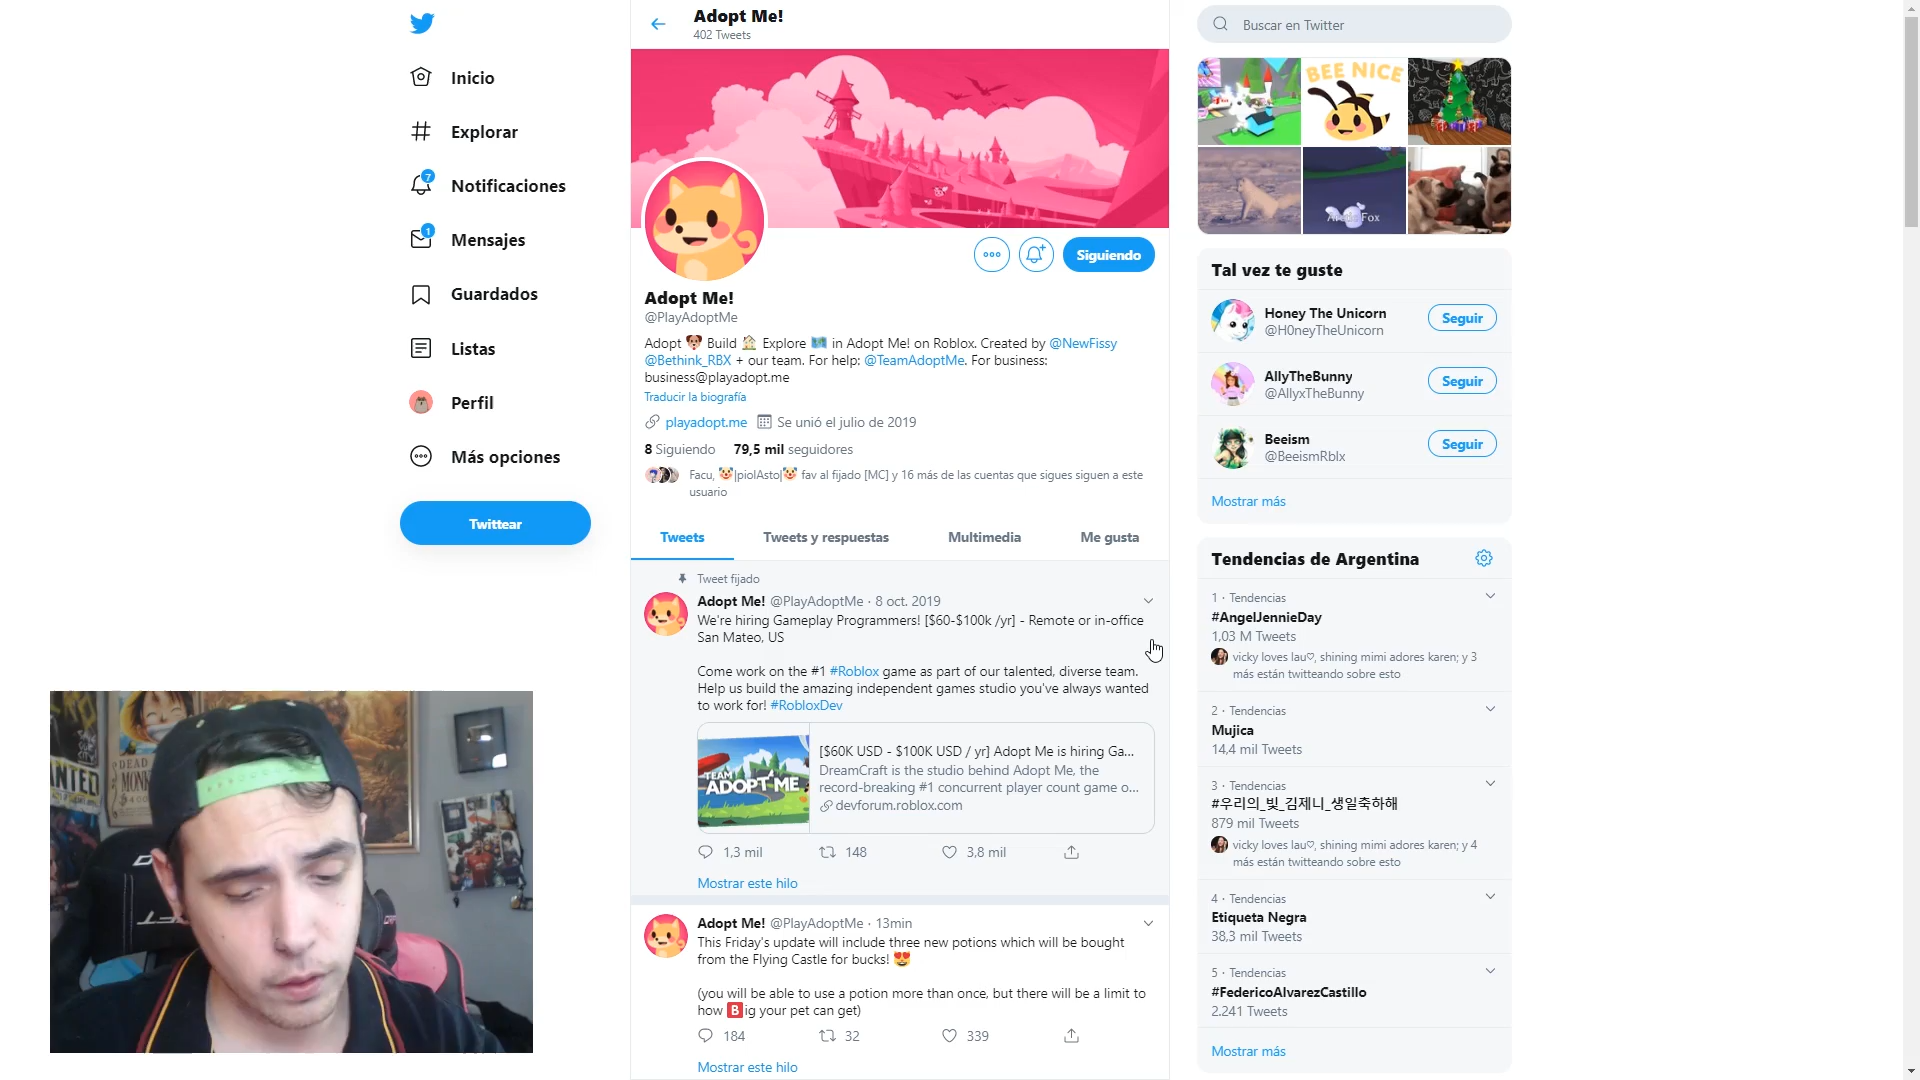 Inicio
Explorar
7
Notificaciones
1
Mensajes
Guardados
Listas
Perfil
Más opciones
Twittear
Adopt Me!
402 Tweets
Siguiendo
Adopt Me!
@PlayAdoptMe
Adopt 🐶 Build 🏠 Explore 🗺️ in Adopt Me! on Roblox. Created by @NewFissy
@Bethink_RBX + our team. For help: @TeamAdoptMe. For business:
business@playadopt.me
Traducir la biografía
playadopt.me Se unió el julio de 2019
8 Siguiendo 79,5 mil seguidores
Facu, 🤡|piolAsto|🤡 fav al fijado [MC] y 16 más de las cuentas que sigues siguen a este
usuario
Tweets Tweets y respuestas Multimedia Me gusta
Tweet fijado
Adopt Me! @PlayAdoptMe · 8 oct. 2019
We're hiring Gameplay Programmers! [$60-$100k /yr] - Remote or in-office
San Mateo, US
Come work on the #1 #Roblox game as part of our talented, diverse team.
Help us build the amazing independent games studio you've always wanted
to work for! #RobloxDev
TEAM
ADOPT ME
[$60K USD - $100K USD / yr] Adopt Me is hiring Ga...
DreamCraft is the studio behind Adopt Me, the
record-breaking #1 concurrent player count game o...
devforum.roblox.com
1,3 mil 148 3,8 mil
Mostrar este hilo
Adopt Me! @PlayAdoptMe · 13min
This Friday's update will include three new potions which will be bought
from the Flying Castle for bucks! 😍
(you will be able to use a potion more than once, but there will be a limit to
how 🅱️ig your pet can get)
184 32 339
Mostrar este hilo
Buscar en Twitter
BEE NICE
Tal vez te guste
Honey The Unicorn
@H0neyTheUnicorn
Seguir
AllyTheBunny
@AllyxTheBunny
Seguir
Beeism
@BeeismRblx
Seguir
Mostrar más
Tendencias de Argentina
1 · Tendencias
#AngelJennieDay
1,03 M Tweets
vicky loves lau♡, shining mimi adores karen; y 3
más están twitteando sobre esto
2 · Tendencias
Mujica
14,4 mil Tweets
3 · Tendencias
#우리의_빛_김제니_생일축하해
879 mil Tweets
vicky loves lau♡, shining mimi adores karen; y 4
más están twitteando sobre esto
4 · Tendencias
Etiqueta Negra
38,3 mil Tweets
5 · Tendencias
#FedericoAlvarezCastillo
2.241 Tweets
Mostrar más